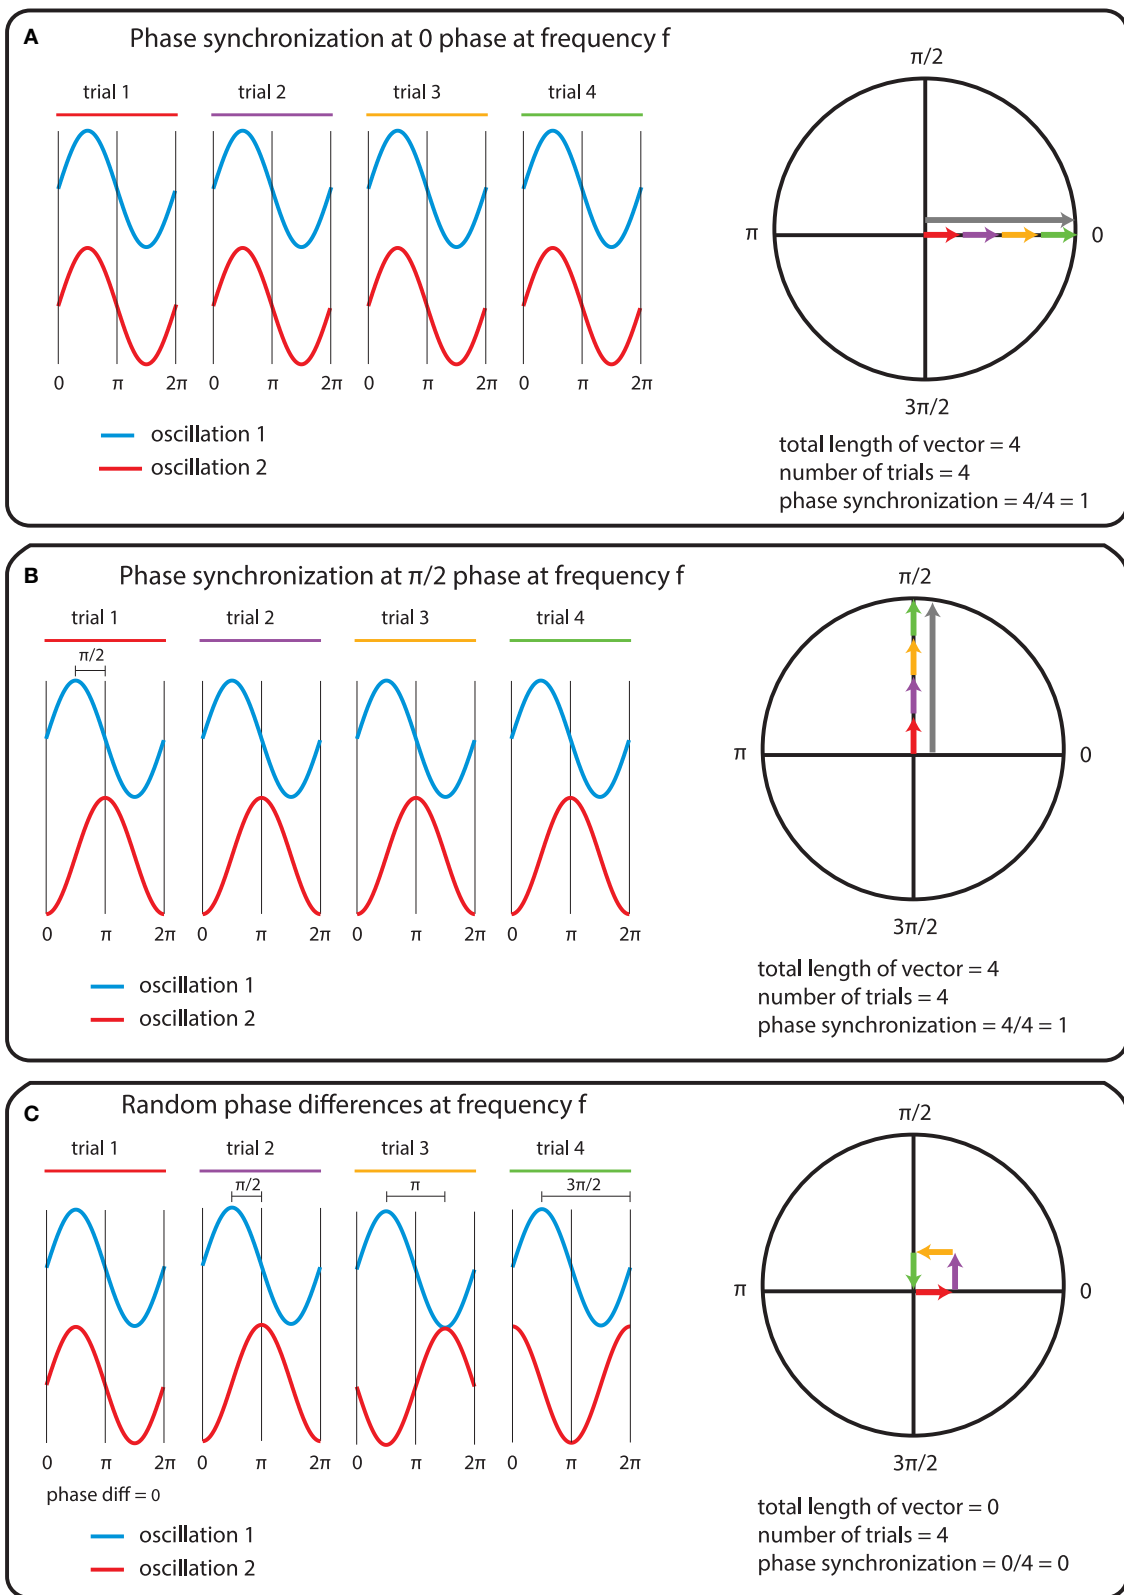 A
Phase synchronization at 0 phase at frequency f
trial 1 trial 2 trial 3 trial 4
0 π 2π 0 π 2π 0 π 2π 0 π 2π
oscillation 1
oscillation 2
π/2
π 0
3π/2
total length of vector = 4
number of trials = 4
phase synchronization = 4/4 = 1
B
Phase synchronization at π/2 phase at frequency f
trial 1 trial 2 trial 3 trial 4
π/2
0 π 2π 0 π 2π 0 π 2π 0 π 2π
oscillation 1
oscillation 2
π/2
π 0
3π/2
total length of vector = 4
number of trials = 4
phase synchronization = 4/4 = 1
C
Random phase differences at frequency f
trial 1 trial 2 trial 3 trial 4
π/2 π 3π/2
0 π 2π 0 π 2π 0 π 2π 0 π 2π
phase diff = 0
oscillation 1
oscillation 2
π/2
π 0
3π/2
total length of vector = 0
number of trials = 4
phase synchronization = 0/4 = 0